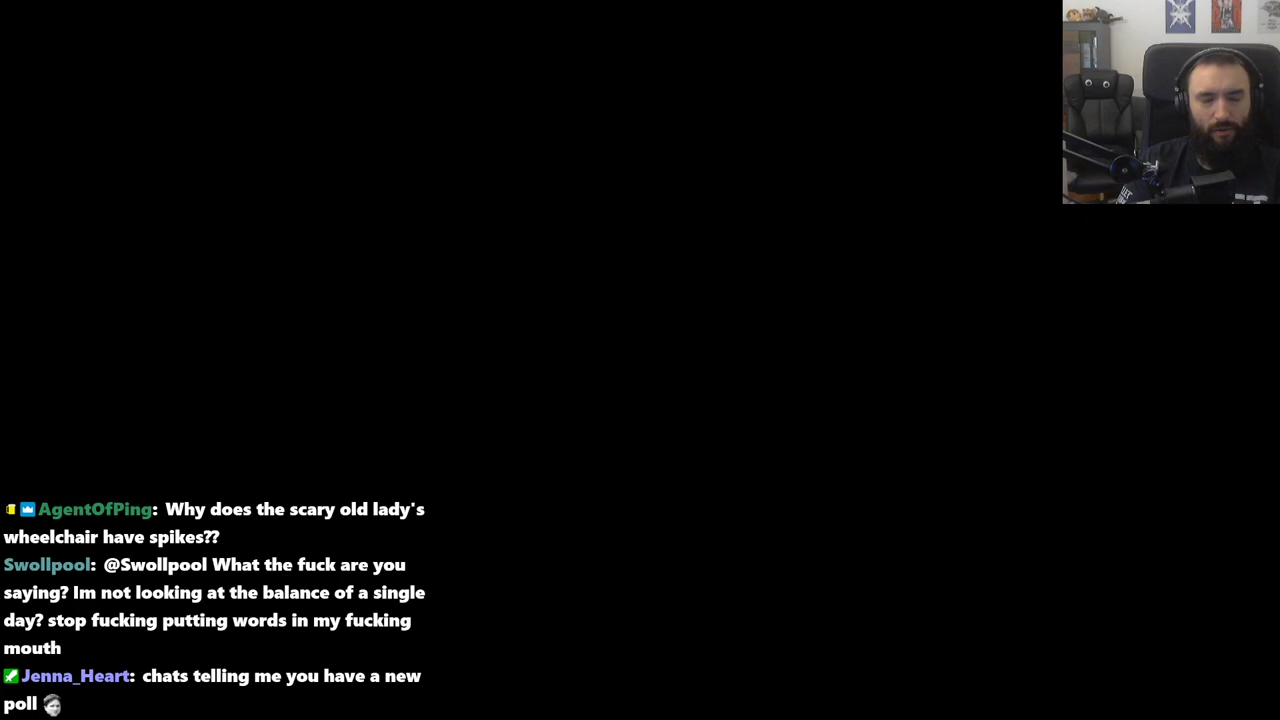 AgentOfPing: Why does the scary old lady's
wheelchair have spikes??
Swollpool: @Swollpool What the fuck are you
saying? Im not looking at the balance of a single
day? stop fucking putting words in my fucking
mouth
Jenna_Heart: chats telling me you have a new
poll